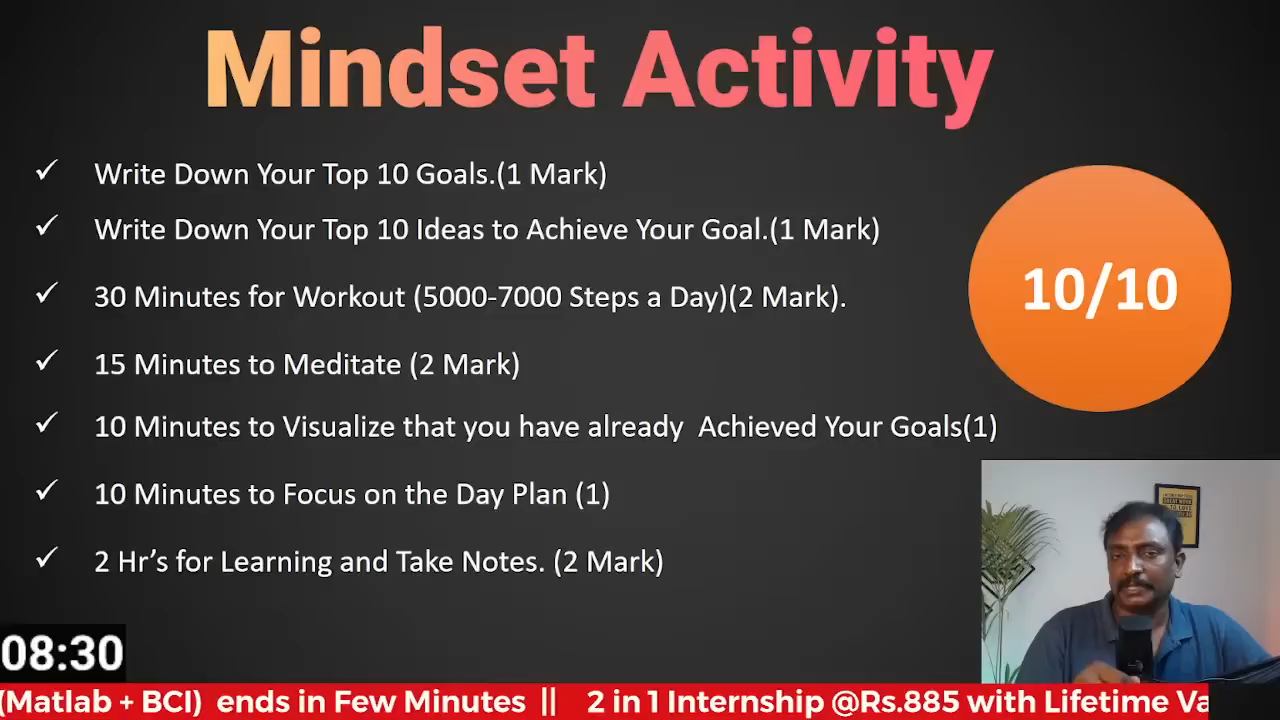 Mindset Activity
Write Down Your Top 10 Goals.(1 Mark)
Write Down Your Top 10 Ideas to Achieve Your Goal.(1 Mark)
30 Minutes for Workout (5000-7000 Steps a Day)(2 Mark).
15 Minutes to Meditate (2 Mark)
10 Minutes to Visualize that you have already  Achieved Your Goals(1)
10 Minutes to Focus on the Day Plan (1)
2 Hr’s for Learning and Take Notes. (2 Mark)
10/10
08:30
(Matlab + BCI)  ends in Few Minutes  ||    2 in 1 Internship @Rs.885 with Lifetime Va